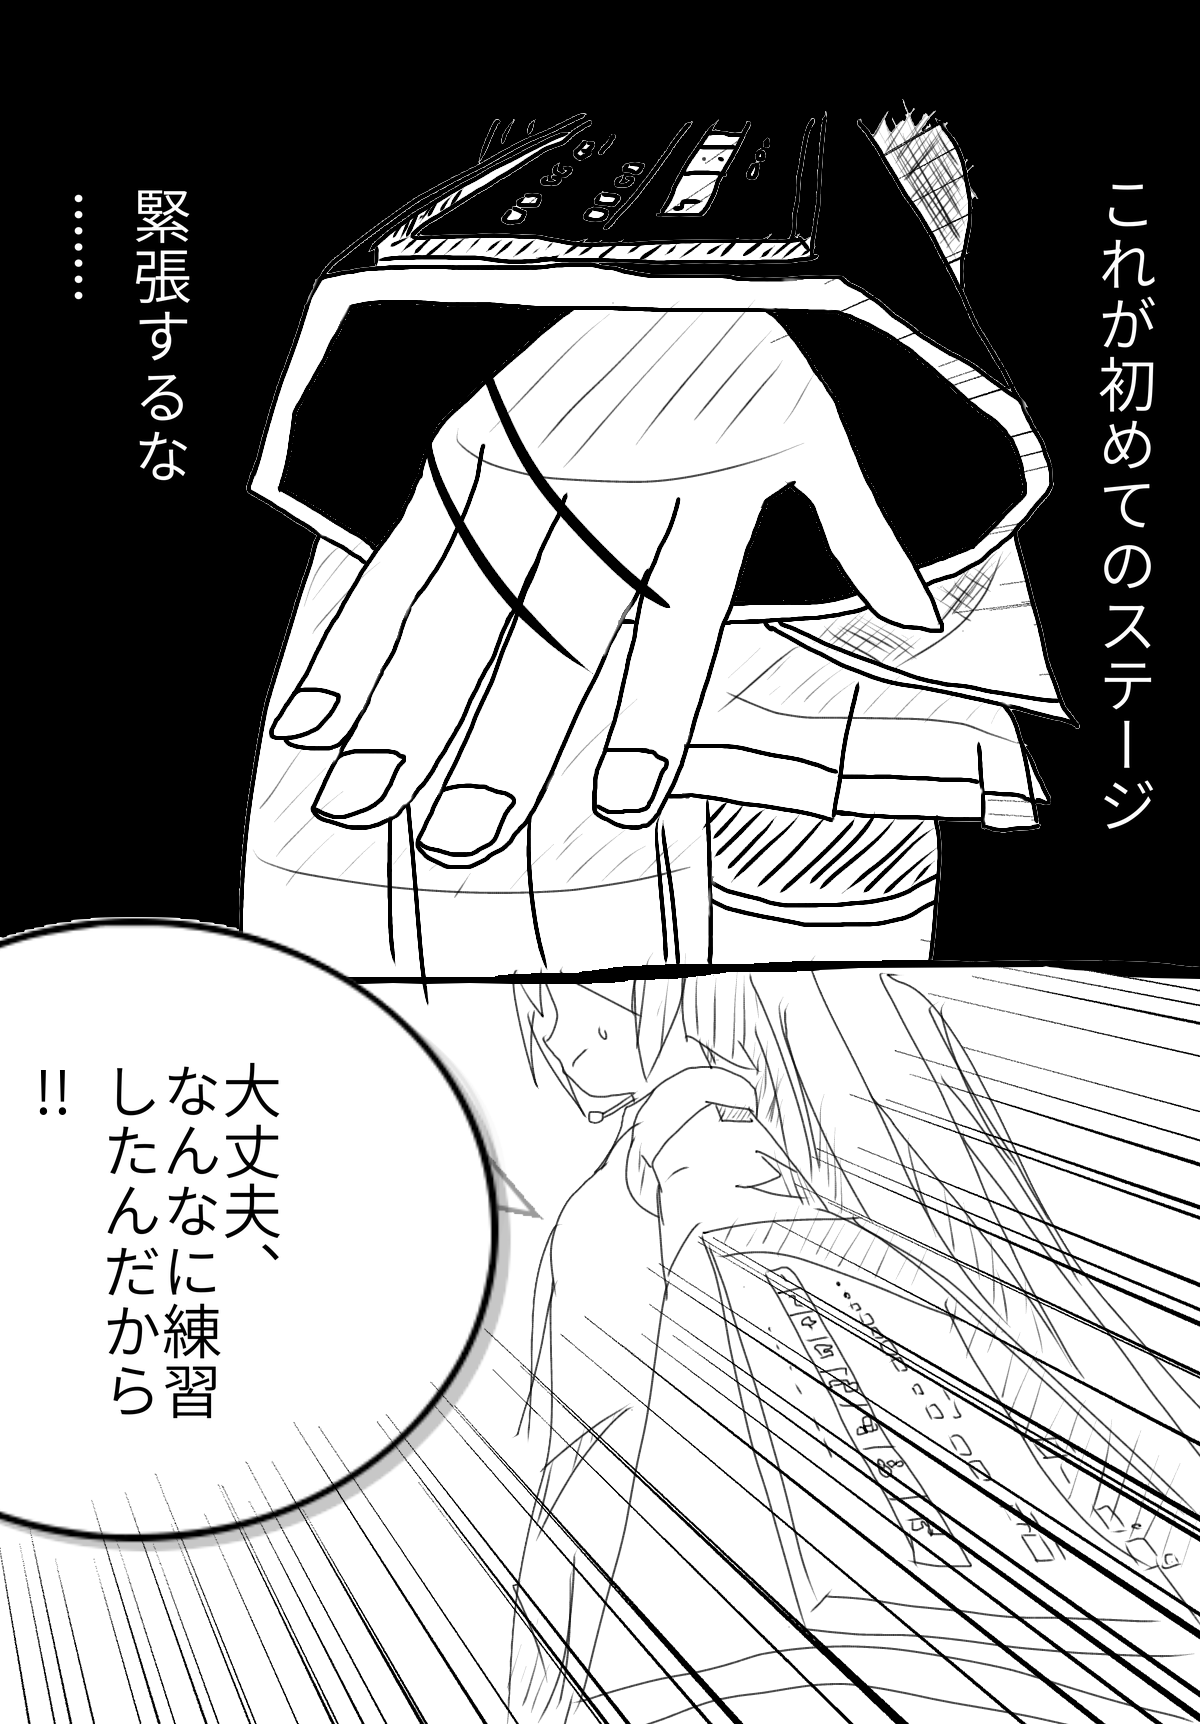 これが初めてのステージ
緊張するな
……
大丈夫、
なんなに練習
したんだから
!!